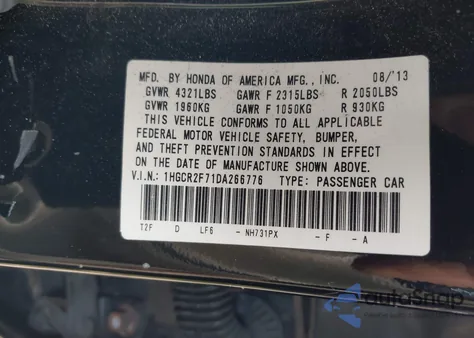 MFD. BY HONDA OF AMERICA MFG., INC. 08/'13
GVWR 4321LBS GAWR F 2315LBS R 2050LBS
GVWR 1960KG GAWR F 1050KG R 930KG
THIS VEHICLE CONFORMS TO ALL APPLICABLE
FEDERAL MOTOR VEHICLE SAFETY, BUMPER,
AND THEFT PREVENTION STANDARDS IN EFFECT
ON THE DATE OF MANUFACTURE SHOWN ABOVE.
V.I.N.: 1HGCR2F71DA266776 TYPE: PASSENGER CAR
T2F D LF6 - NH731PX - F - A
autoSnap